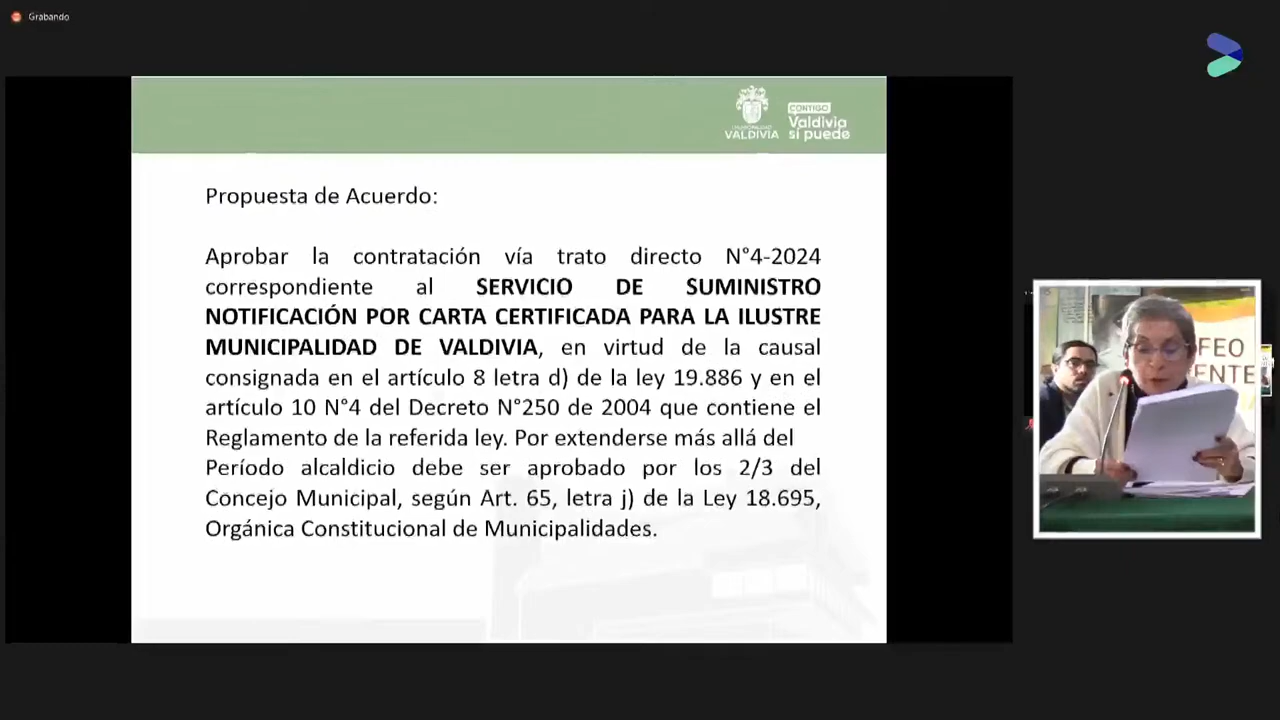 Grabando
MUNICIPALIDAD
VALDIVIA
CONTIGO
Valdivia
sí puede
Propuesta de Acuerdo:
Aprobar la contratación vía trato directo N°4-2024
correspondiente al SERVICIO DE SUMINISTRO
NOTIFICACIÓN POR CARTA CERTIFICADA PARA LA ILUSTRE
MUNICIPALIDAD DE VALDIVIA, en virtud de la causal
consignada en el artículo 8 letra d) de la ley 19.886 y en el
artículo 10 N°4 del Decreto N°250 de 2004 que contiene el
Reglamento de la referida ley. Por extenderse más allá del
Período alcaldicio debe ser aprobado por los 2/3 del
Concejo Municipal, según Art. 65, letra j) de la Ley 18.695,
Orgánica Constitucional de Municipalidades.
FEO
ENTE